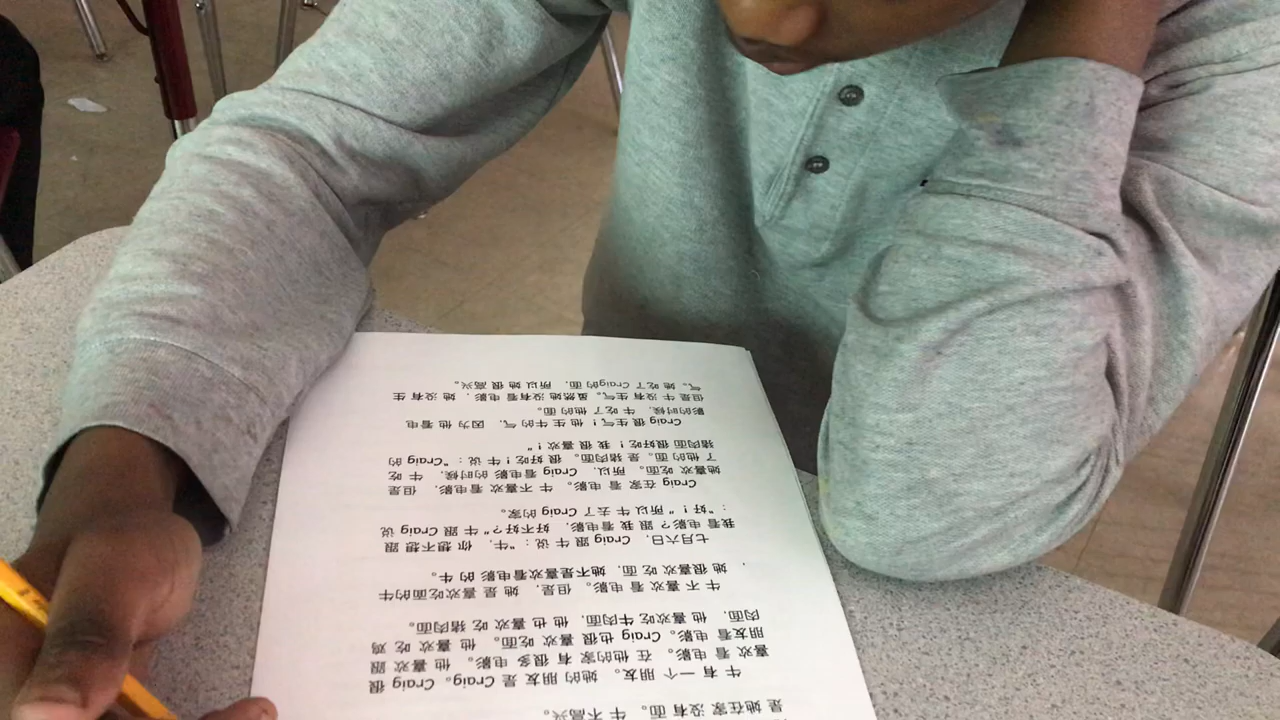 是她在家没有面。牛不高兴。
牛有一个朋友。她的朋友是 Craig。Craig 很
喜欢看电影。在他的家有很多电影。他喜欢跟
朋友看电影。Craig 也很喜欢吃面。他喜欢吃鸡
肉面,他喜欢吃牛肉面,他也喜欢吃猪肉面。
牛不喜欢看电影。但是,她是喜欢吃面的牛
,她很喜欢吃面,她不是喜欢看电影的牛。
七月六日,Craig 跟牛说:“牛,你想不想跟
我看电影?跟我看电影,好不好?”牛跟 Craig 说
:“好!”所以牛去了 Craig 的家。
Craig 在家看电影。牛不喜欢看电影,但是
她喜欢吃面。所以,Craig 看电影的时候,牛吃
了他的面。是猪肉面。很好吃!牛说:“Craig 的
猪肉面很好吃!我很喜欢!”
Craig 很生气!他生牛的气,因为他看电
影的时候,牛吃了他的面。
但是牛没有生气。虽然她没有看电影,她没有生
气。她吃了 Craig 的面,所以她很高兴。